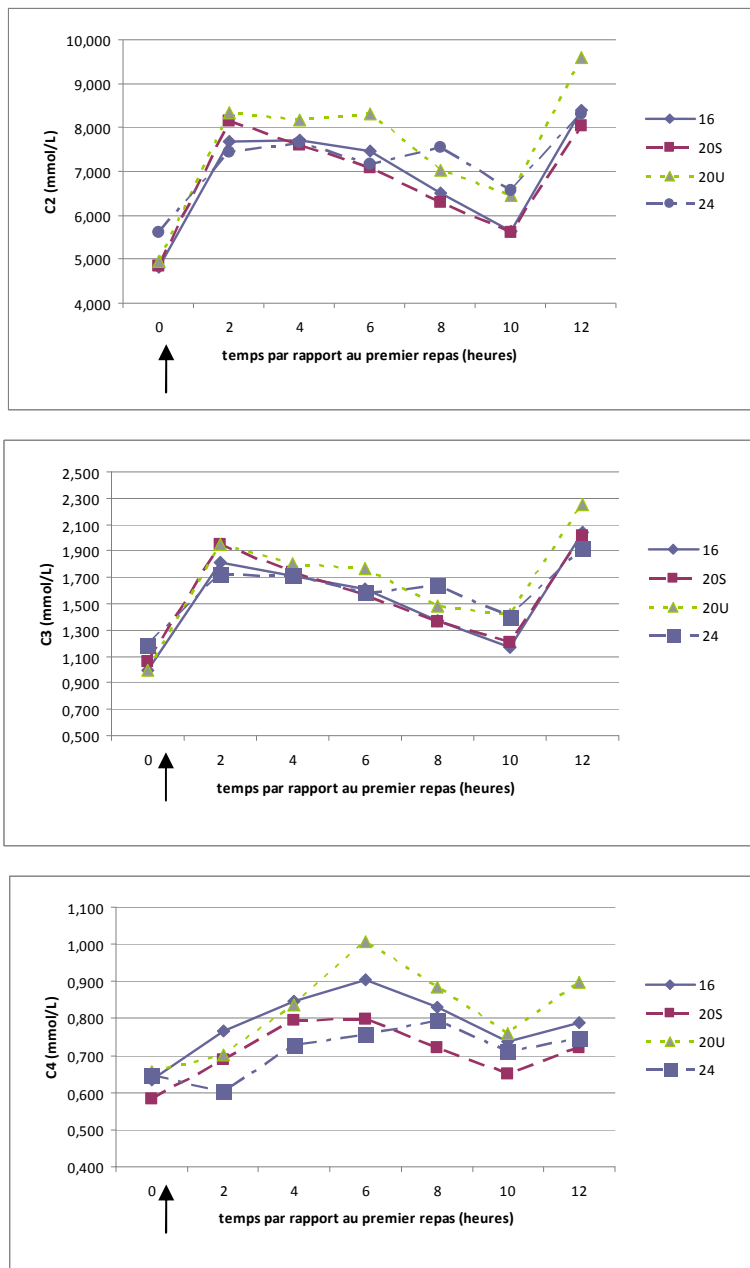 10,000
9,000
8,000
7,000
6,000
5,000
4,000
C2 (mmol/L)
0 2 4 6 8 10 12
temps par rapport au premier repas (heures)
16
20S
20U
24
2,500
2,300
2,100
1,900
1,700
1,500
1,300
1,100
0,900
0,700
0,500
C3 (mmol/L)
0 2 4 6 8 10 12
temps par rapport au premier repas (heures)
16
20S
20U
24
1,100
1,000
0,900
0,800
0,700
0,600
0,500
0,400
C4 (mmol/L)
0 2 4 6 8 10 12
temps par rapport au premier repas (heures)
16
20S
20U
24